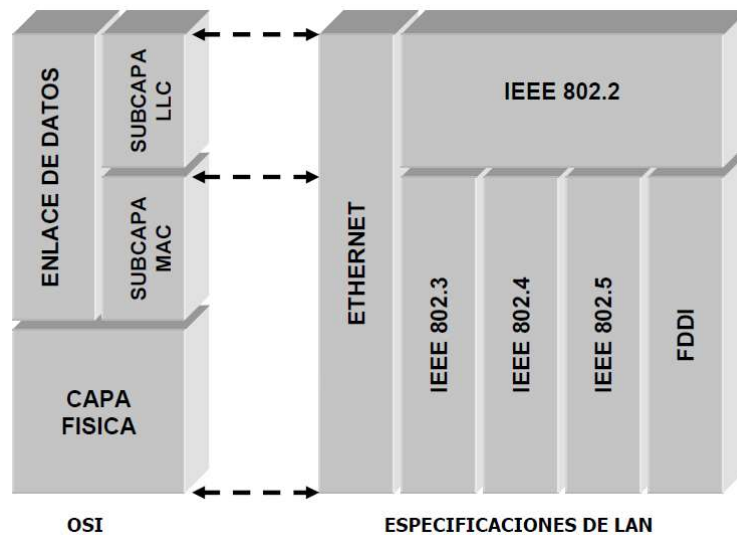 ENLACE DE DATOS
SUBCAPA
LLC
SUBCAPA
MAC
CAPA
FISICA
OSI
ETHERNET
IEEE 802.2
IEEE 802.3
IEEE 802.4
IEEE 802.5
FDDI
ESPECIFICACIONES DE LAN